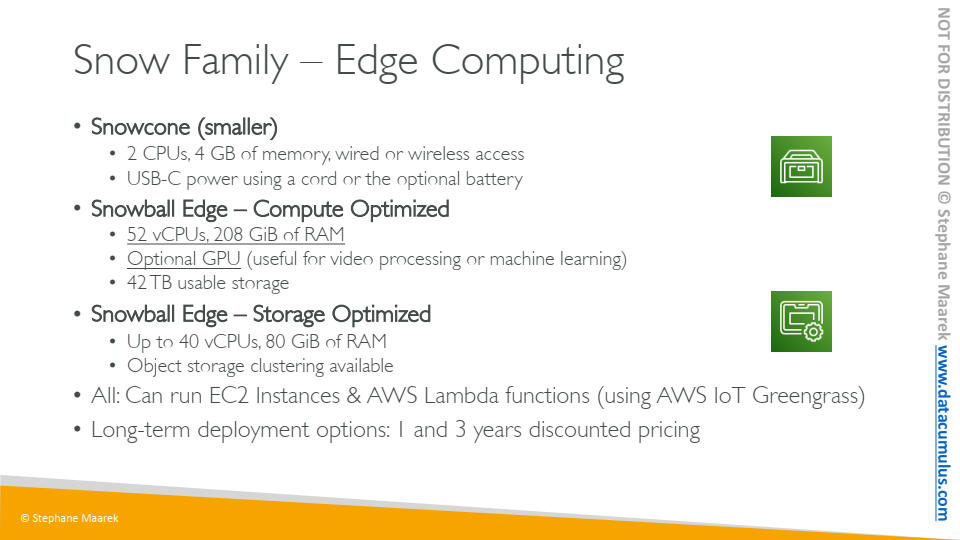 Snow Family – Edge Computing
• Snowcone (smaller)
• 2 CPUs, 4 GB of memory, wired or wireless access
• USB-C power using a cord or the optional battery
• Snowball Edge – Compute Optimized
• 52 vCPUs, 208 GiB of RAM
• Optional GPU (useful for video processing or machine learning)
• 42 TB usable storage
• Snowball Edge – Storage Optimized
• Up to 40 vCPUs, 80 GiB of RAM
• Object storage clustering available
• All: Can run EC2 Instances & AWS Lambda functions (using AWS IoT Greengrass)
• Long-term deployment options: 1 and 3 years discounted pricing
© Stephane Maarek
NOT FOR DISTRIBUTION © Stephane Maarek www.datacumulus.com